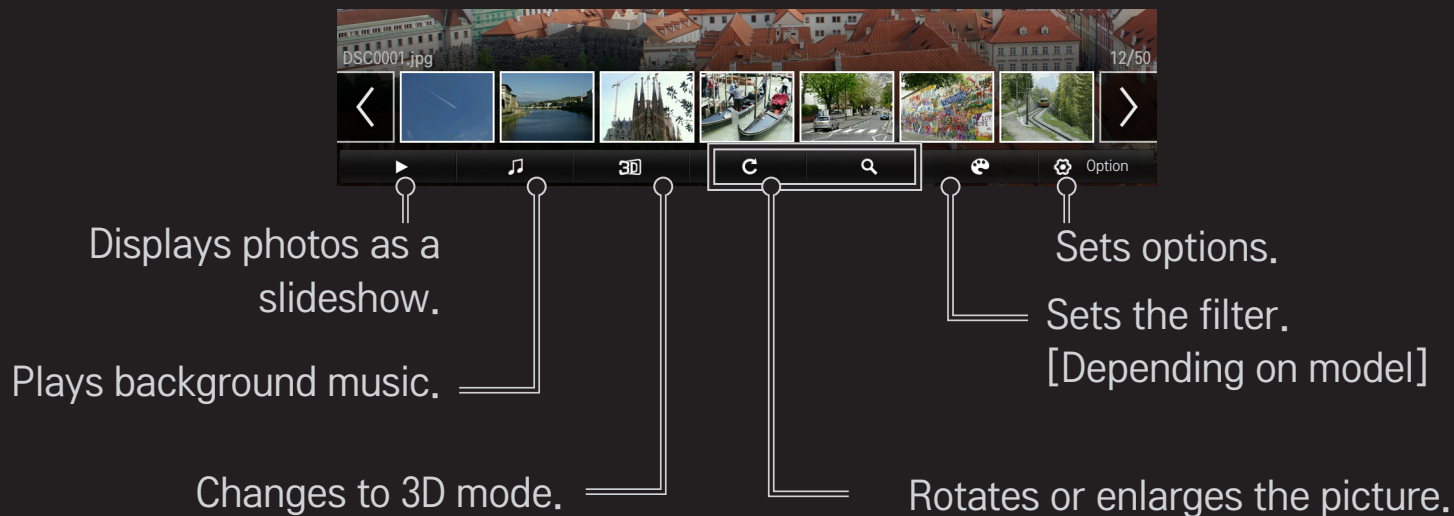 DSC0001.jpg
12/50
3D
Option
Displays photos as a
slideshow.
Plays background music.
Changes to 3D mode.
Sets options.
Sets the filter.
[Depending on model]
Rotates or enlarges the picture.